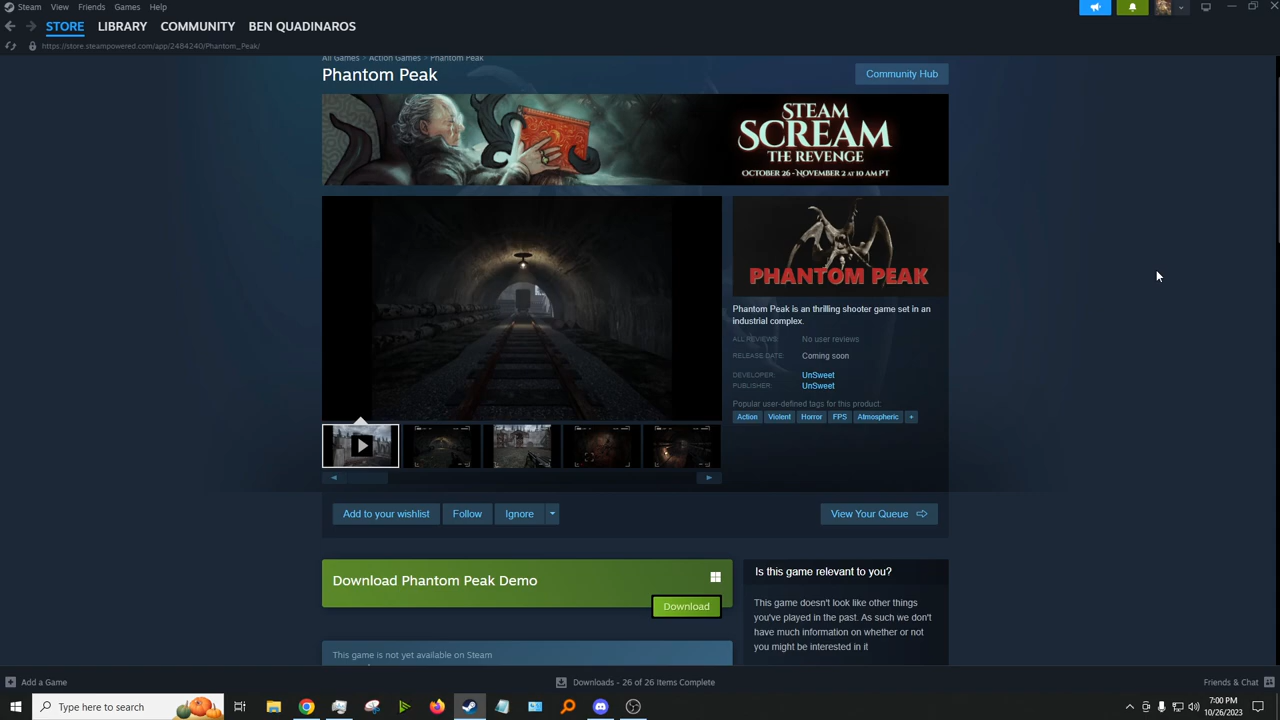 Steam View Friends Games Help
STORE LIBRARY COMMUNITY BEN QUADINAROS
https://store.steampowered.com/app/2484240/Phantom_Peak/
All Games > Action Games > Phantom Peak
Phantom Peak
Community Hub
STEAM
SCREAM
THE REVENGE
OCTOBER 26 - NOVEMBER 2 AT 10 AM PT
PHANTOM PEAK
Phantom Peak is an thrilling shooter game set in an
industrial complex.
ALL REVIEWS: No user reviews
RELEASE DATE: Coming soon
DEVELOPER: UnSweet
PUBLISHER: UnSweet
Popular user-defined tags for this product:
Action Violent Horror FPS Atmospheric +
Add to your wishlist Follow Ignore View Your Queue
Download Phantom Peak Demo
Download
Is this game relevant to you?
This game doesn't look like other things
you've played in the past. As such we don't
have much information on whether or not
you might be interested in it
This game is not yet available on Steam
Add a Game Downloads - 26 of 26 Items Complete Friends & Chat
Type here to search
7:00 PM
10/26/2023